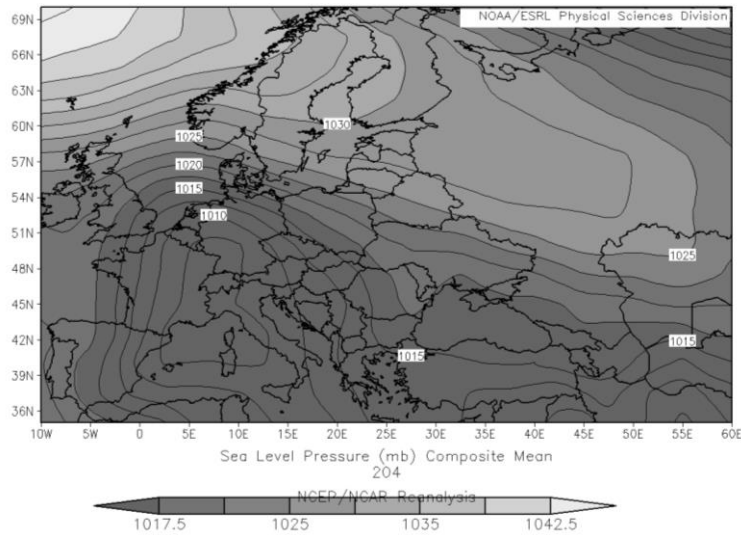 NOAA/ESRL Physical Sciences Division
69N
66N
63N
60N
57N
54N
51N
48N
45N
42N
39N
36N
1030
1025
1020
1015
1010
1025
1015
1015
10W 5W 0 5E 10E 15E 20E 25E 30E 35E 40E 45E 50E 55E 60E
Sea Level Pressure (mb) Composite Mean
204
NCEP/NCAR Reanalysis
1017.5 1025 1035 1042.5